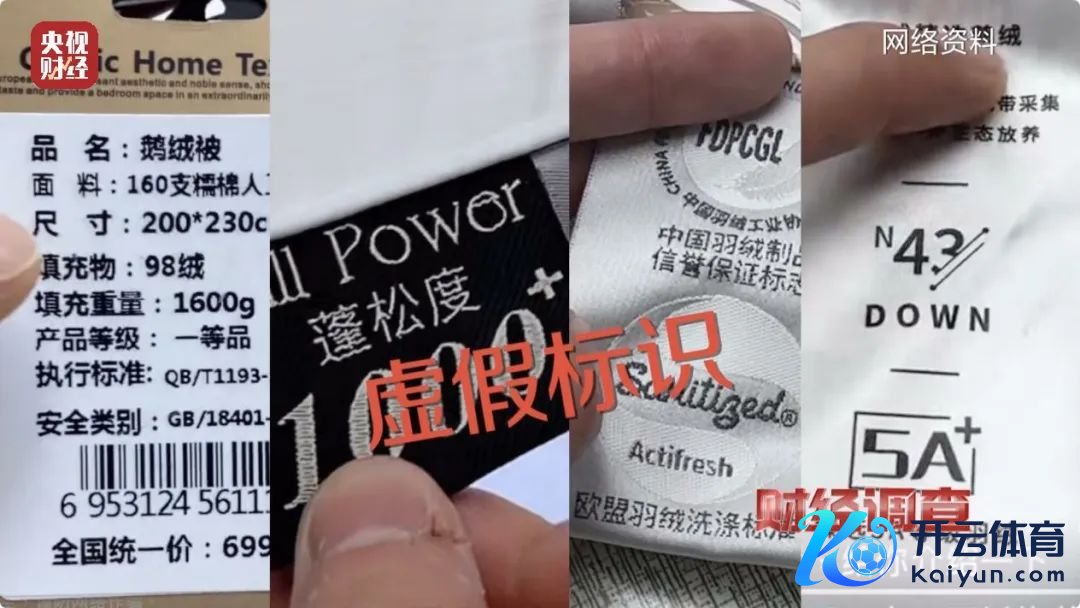 央视
财经
ic Home Te
品 名：鹅绒被
面 料：160支糯棉人
尺 寸：200*230c
填充物：98绒
填充重量：1600g
产品等级：一等品
执行标准：QB/T1193-
安全类别：GB/18401-
6 953124 56111
全国统一价：699
ll Power
蓬松度
1000+
虚假标识
FDPCGL
中国羽绒工业
中国羽绒制品
信誉保证标志
Sanitized®
Actifresh
欧盟羽绒洗涤标准
网络资料
带采集
态放养
N43
DOWN
5A+
财经调查
开云体育
Kaiyun.com